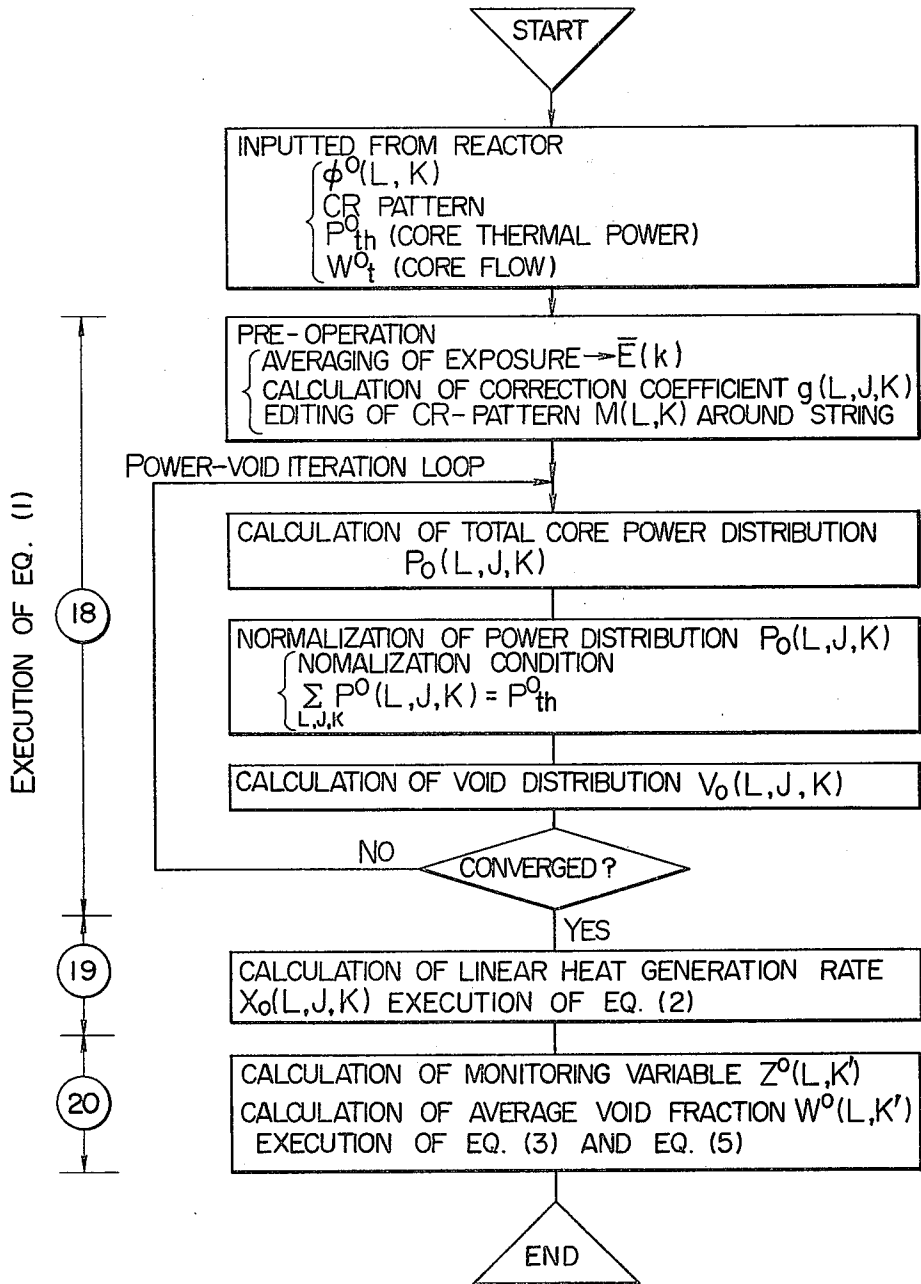 START
INPUTTED FROM REACTOR
φ⁰(L, K)
CR PATTERN
P⁰th (CORE THERMAL POWER)
W⁰t (CORE FLOW)
PRE-OPERATION
AVERAGING OF EXPOSURE→E̅(k)
CALCULATION OF CORRECTION COEFFICIENT g(L,J,K)
EDITING OF CR-PATTERN M(L,K) AROUND STRING
POWER-VOID ITERATION LOOP
CALCULATION OF TOTAL CORE POWER DISTRIBUTION
P₀(L,J,K)
NORMALIZATION OF POWER DISTRIBUTION P₀(L,J,K)
NOMALIZATION CONDITION
Σ P⁰(L,J,K) = P⁰th
L,J,K
CALCULATION OF VOID DISTRIBUTION V₀(L,J,K)
CONVERGED?
NO
YES
EXECUTION OF EQ. (1)
18
19
CALCULATION OF LINEAR HEAT GENERATION RATE
X₀(L,J,K) EXECUTION OF EQ. (2)
20
CALCULATION OF MONITORING VARIABLE Z⁰(L,K')
CALCULATION OF AVERAGE VOID FRACTION W⁰(L,K')
EXECUTION OF EQ. (3) AND EQ. (5)
END